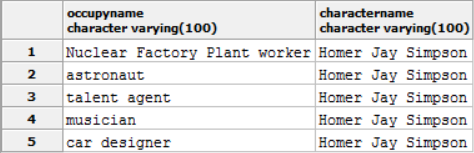 occupyname charactername
character varying(100) character varying(100)
1 Nuclear Factory Plant worker Homer Jay Simpson
2 astronaut Homer Jay Simpson
3 talent agent Homer Jay Simpson
4 musician Homer Jay Simpson
5 car designer Homer Jay Simpson